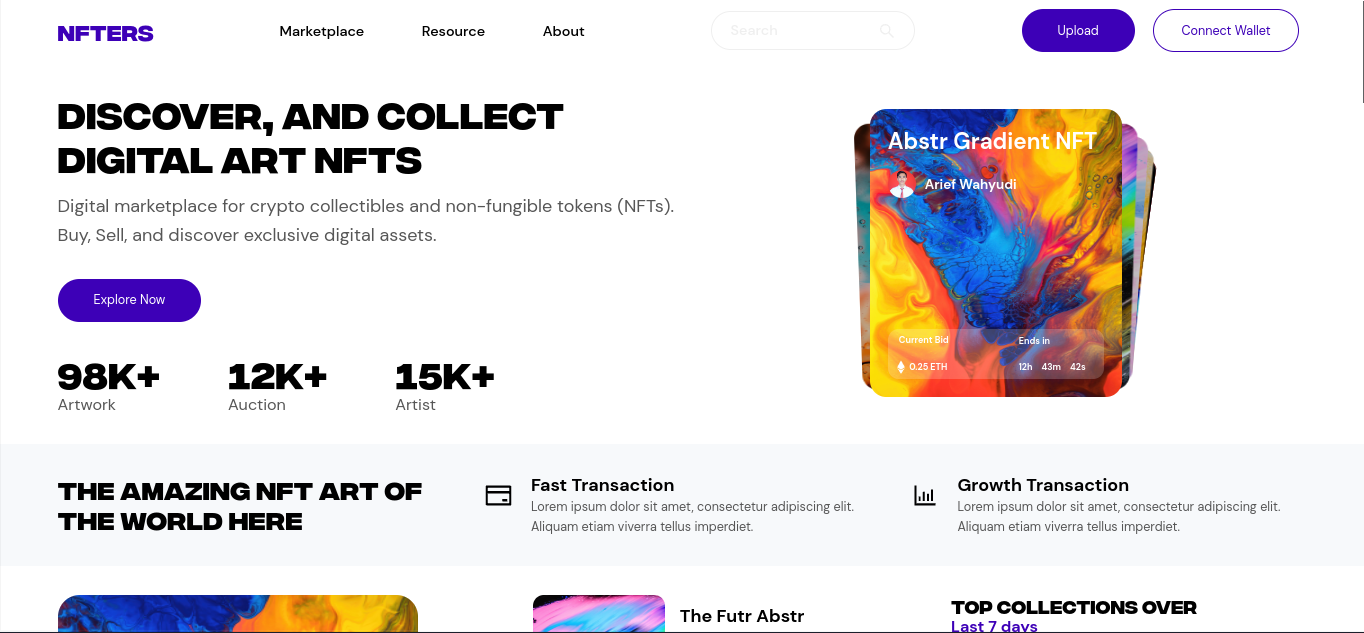 NFTERS
Marketplace
Resource
About
Search
Upload
Connect Wallet
DISCOVER, AND COLLECT
DIGITAL ART NFTS
Digital marketplace for crypto collectibles and non-fungible tokens (NFTs).
Buy, Sell, and discover exclusive digital assets.
Explore Now
98K+
Artwork
12K+
Auction
15K+
Artist
Abstr Gradient NFT
Arief Wahyudi
Current Bid
0.25 ETH
Ends in
12h 43m 42s
THE AMAZING NFT ART OF
THE WORLD HERE
Fast Transaction
Lorem ipsum dolor sit amet, consectetur adipiscing elit.
Aliquam etiam viverra tellus imperdiet.
Growth Transaction
Lorem ipsum dolor sit amet, consectetur adipiscing elit.
Aliquam etiam viverra tellus imperdiet.
The Futr Abstr
TOP COLLECTIONS OVER
Last 7 days